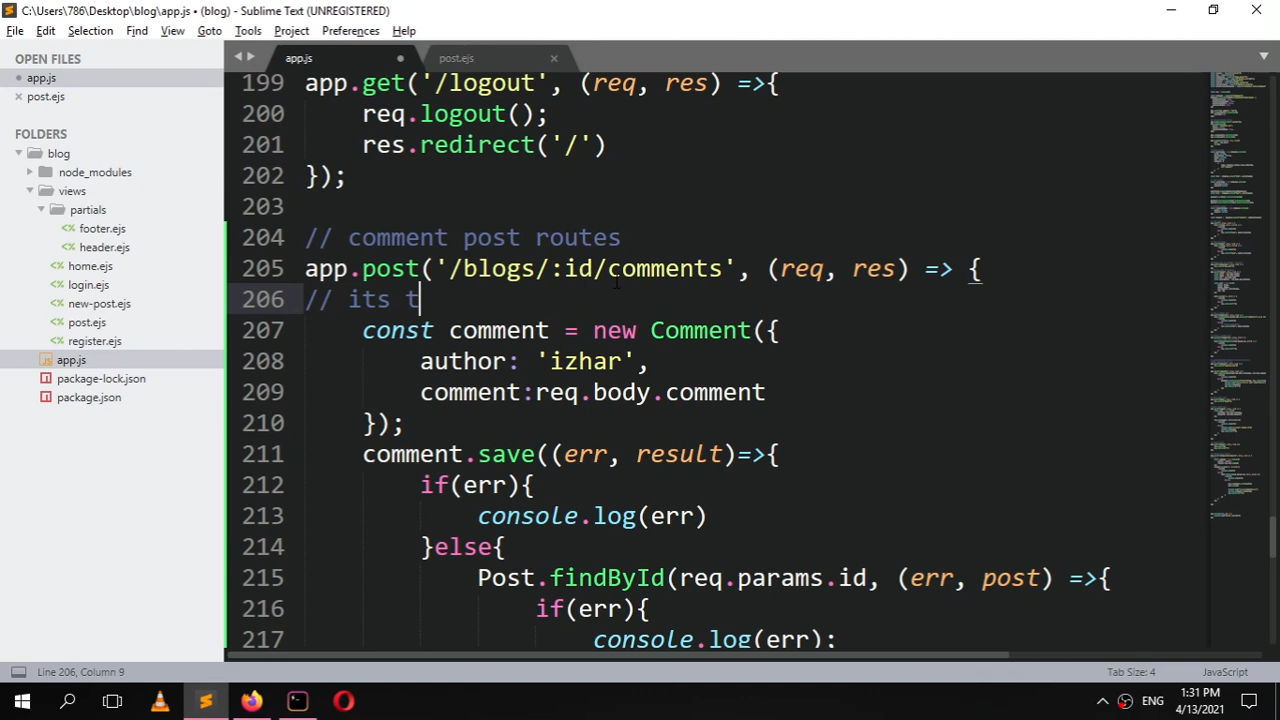 C:\Users\786\Desktop\blog\app.js • (blog) - Sublime Text (UNREGISTERED)
File Edit Selection Find View Goto Tools Project Preferences Help
OPEN FILES
app.js
post.ejs
FOLDERS
blog
node_modules
views
partials
footer.ejs
header.ejs
home.ejs
login.ejs
new-post.ejs
post.ejs
register.ejs
app.js
package-lock.json
package.json
app.js post.ejs
199 app.get('/logout', (req, res) =>{
200 req.logout();
201 res.redirect('/')
202 });
203
204 // comment post routes
205 app.post('/blogs/:id/comments', (req, res) => {
206 // its t
207 const comment = new Comment({
208 author: 'izhar',
209 comment:req.body.comment
210 });
211 comment.save((err, result)=>{
212 if(err){
213 console.log(err)
214 }else{
215 Post.findById(req.params.id, (err, post) =>{
216 if(err){
217 console.log(err);
Line 206, Column 9 Tab Size: 4 JavaScript
ENG
1:31 PM
4/13/2021